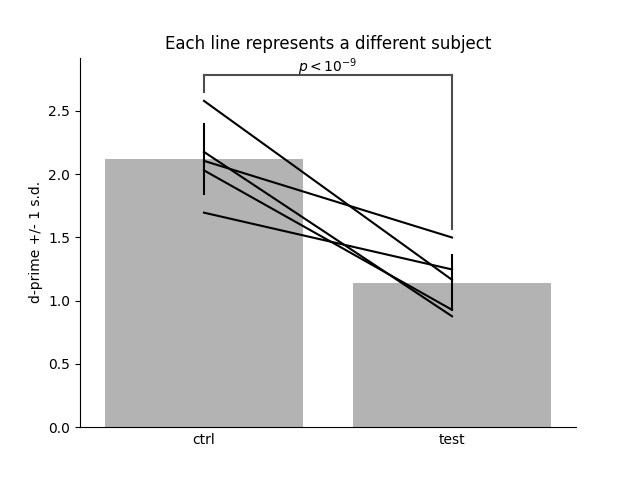 Each line represents a different subject
p < 10⁻⁹
2.5
2.0
1.5
1.0
0.5
0.0
d-prime +/- 1 s.d.
ctrl
test